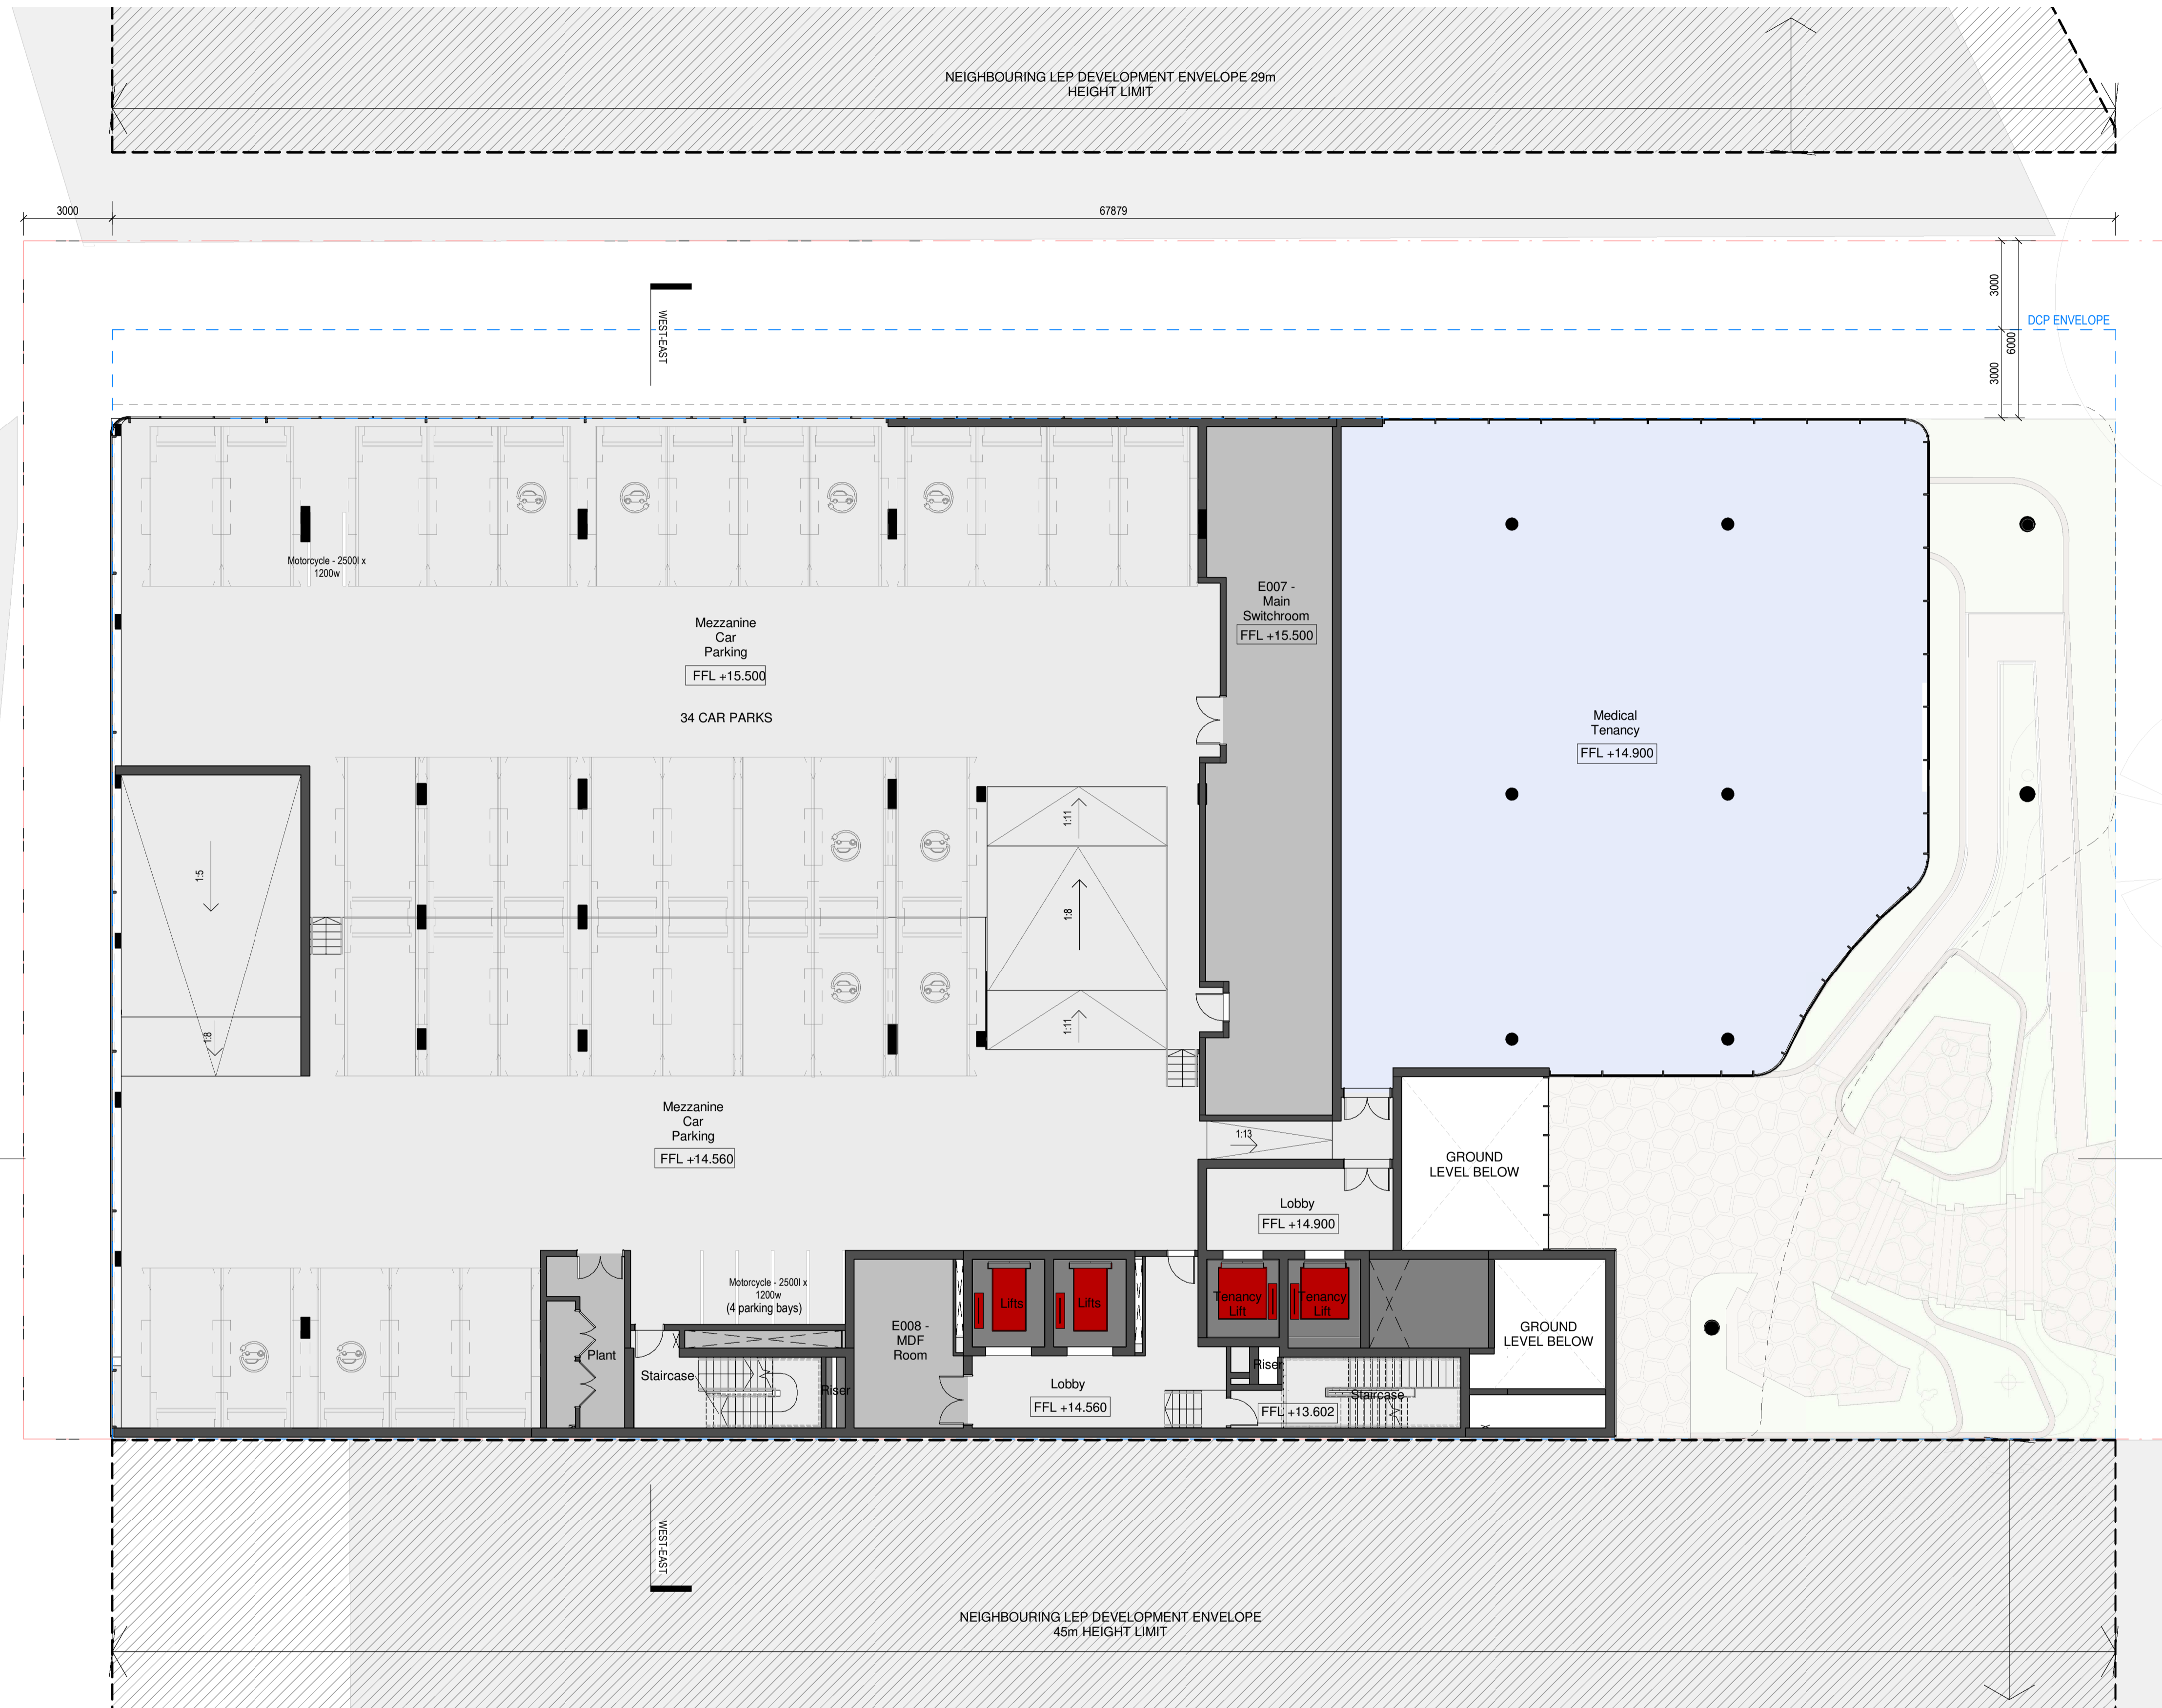 NEIGHBOURING LEP DEVELOPMENT ENVELOPE 29m
HEIGHT LIMIT
3000
67879
3000
6000
3000
DCP ENVELOPE
WEST-EAST
Motorcycle - 2500l x
1200w
Mezzanine
Car
Parking
FFL +15.500
34 CAR PARKS
E007 -
Main
Switchroom
FFL +15.500
Medical
Tenancy
FFL +14.900
1:5
1:8
1:11
1:8
1:11
Mezzanine
Car
Parking
FFL +14.560
1:13
GROUND
LEVEL BELOW
Lobby
FFL +14.900
Motorcycle - 2500l x
1200w
(4 parking bays)
Lifts
Lifts
Tenancy
Lift
Tenancy
Lift
E008 -
MDF
Room
GROUND
LEVEL BELOW
Plant
Staircase
Riser
Lobby
FFL +14.560
Riser
Staircase
FFL +13.602
WEST-EAST
NEIGHBOURING LEP DEVELOPMENT ENVELOPE
45m HEIGHT LIMIT